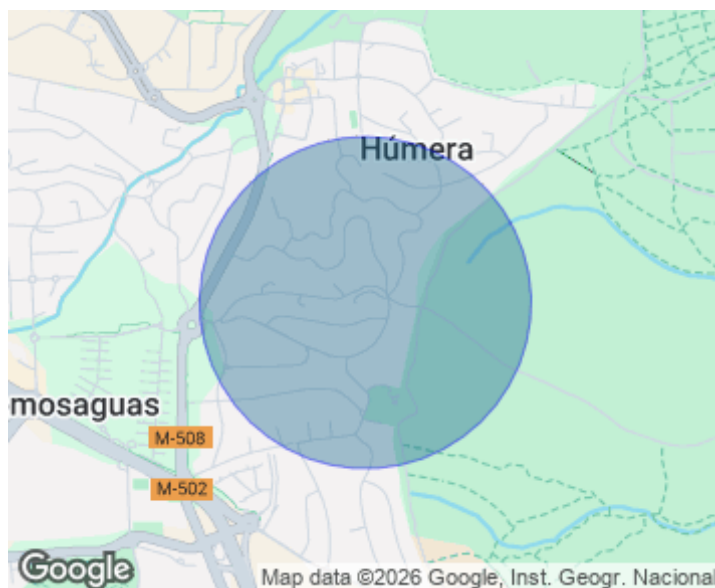 Húmera
mosaguas
M-508
M-502
Google
Map data ©2026 Google, Inst. Geogr. Nacional